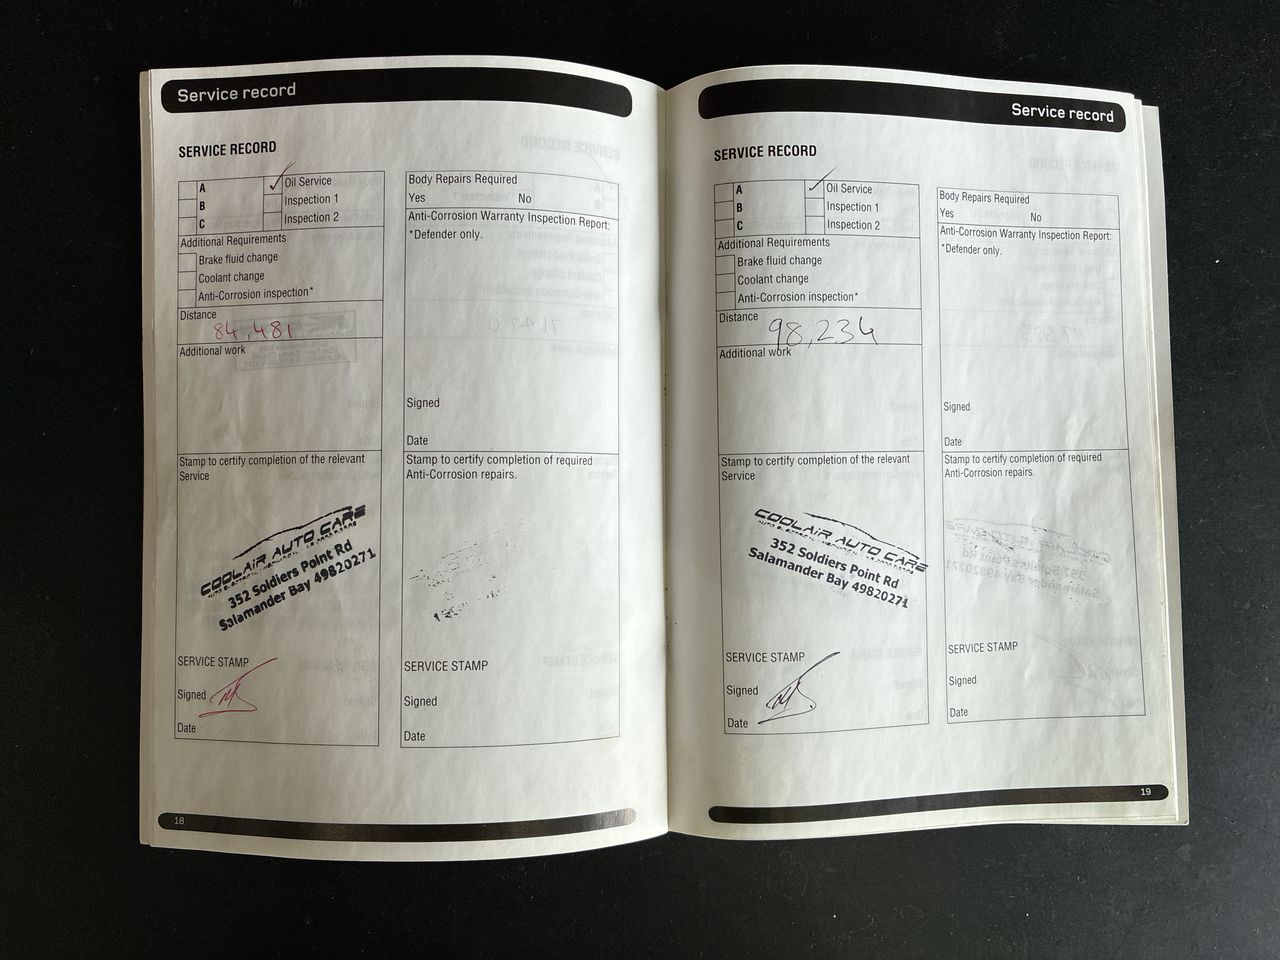 Service record
SERVICE RECORD
A
B
C
Oil Service
Inspection 1
Inspection 2
Additional Requirements
Brake fluid change
Coolant change
Anti-Corrosion inspection*
Distance
84,481
Additional work
Stamp to certify completion of the relevant
Service
COOLAIR AUTO CARE
352 Soldiers Point Rd
Salamander Bay 49820271
SERVICE STAMP
Signed
Date
Body Repairs Required
Yes No
Anti-Corrosion Warranty Inspection Report:
*Defender only.
Signed
Date
Stamp to certify completion of required
Anti-Corrosion repairs.
SERVICE STAMP
Signed
Date
18
Service record
SERVICE RECORD
A
B
C
Oil Service
Inspection 1
Inspection 2
Additional Requirements
Brake fluid change
Coolant change
Anti-Corrosion inspection*
Distance
98,234
Additional work
Stamp to certify completion of the relevant
Service
COOLAIR AUTO CARE
352 Soldiers Point Rd
Salamander Bay 49820271
SERVICE STAMP
Signed
Date
Body Repairs Required
Yes No
Anti-Corrosion Warranty Inspection Report:
*Defender only.
Signed
Date
Stamp to certify completion of required
Anti-Corrosion repairs.
SERVICE STAMP
Signed
Date
19